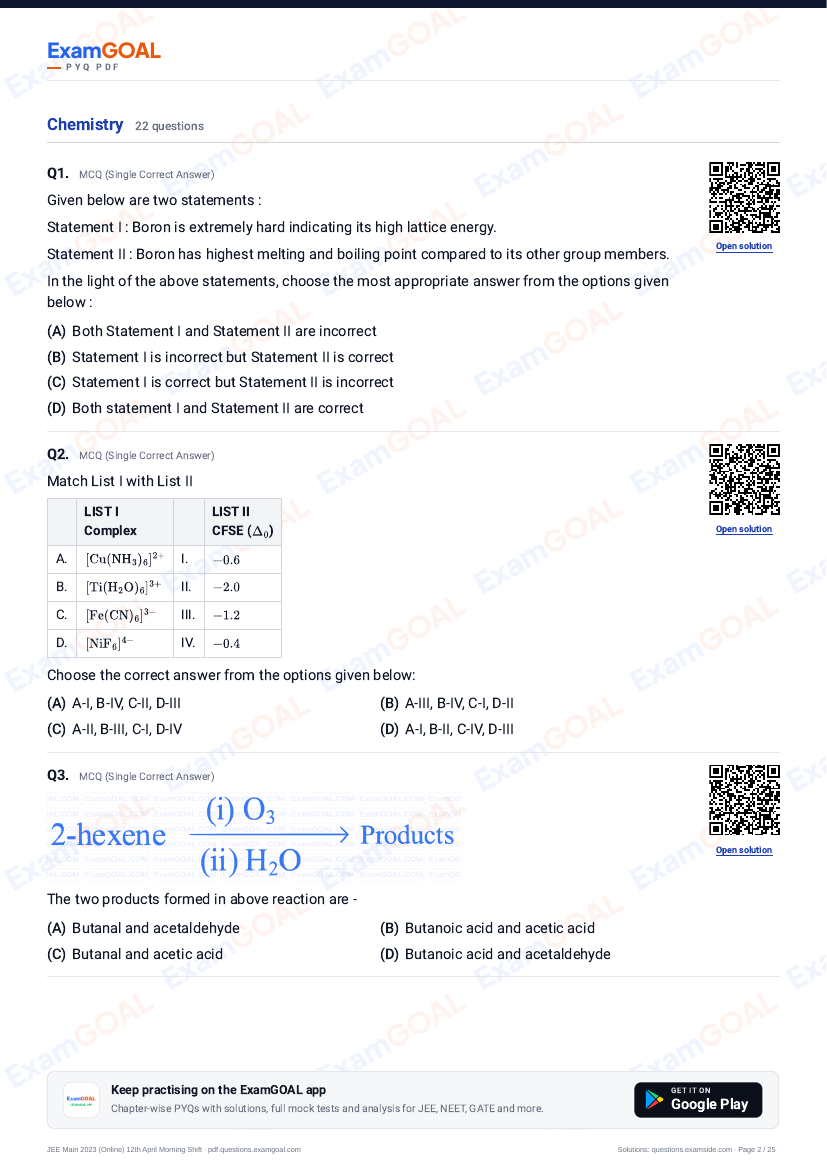 ExamGOAL
PYQ PDF
Chemistry 22 questions
Q1. MCQ (Single Correct Answer)
Given below are two statements :
Statement I : Boron is extremely hard indicating its high lattice energy.
Statement II : Boron has highest melting and boiling point compared to its other group members.
In the light of the above statements, choose the most appropriate answer from the options given
below :
(A) Both Statement I and Statement II are incorrect
(B) Statement I is incorrect but Statement II is correct
(C) Statement I is correct but Statement II is incorrect
(D) Both statement I and Statement II are correct
Open solution
Q2. MCQ (Single Correct Answer)
Match List I with List II
LIST I Complex LIST II CFSE (Δ₀)
A. [Cu(NH₃)₆]²⁺ I. −0.6
B. [Ti(H₂O)₆]³⁺ II. −2.0
C. [Fe(CN)₆]³⁻ III. −1.2
D. [NiF₆]⁴⁻ IV. −0.4
Choose the correct answer from the options given below:
(A) A-I, B-IV, C-II, D-III (B) A-III, B-IV, C-I, D-II
(C) A-II, B-III, C-I, D-IV (D) A-I, B-II, C-IV, D-III
Open solution
Q3. MCQ (Single Correct Answer)
(i) O₃
2-hexene ⟶ Products
(ii) H₂O
The two products formed in above reaction are -
(A) Butanal and acetaldehyde (B) Butanoic acid and acetic acid
(C) Butanal and acetic acid (D) Butanoic acid and acetaldehyde
Open solution
Keep practising on the ExamGOAL app
Chapter-wise PYQs with solutions, full mock tests and analysis for JEE, NEET, GATE and more.
GET IT ON
Google Play
JEE Main 2023 (Online) 12th April Morning Shift · pdf.questions.examgoal.com Solutions: questions.examside.com · Page 2 / 25